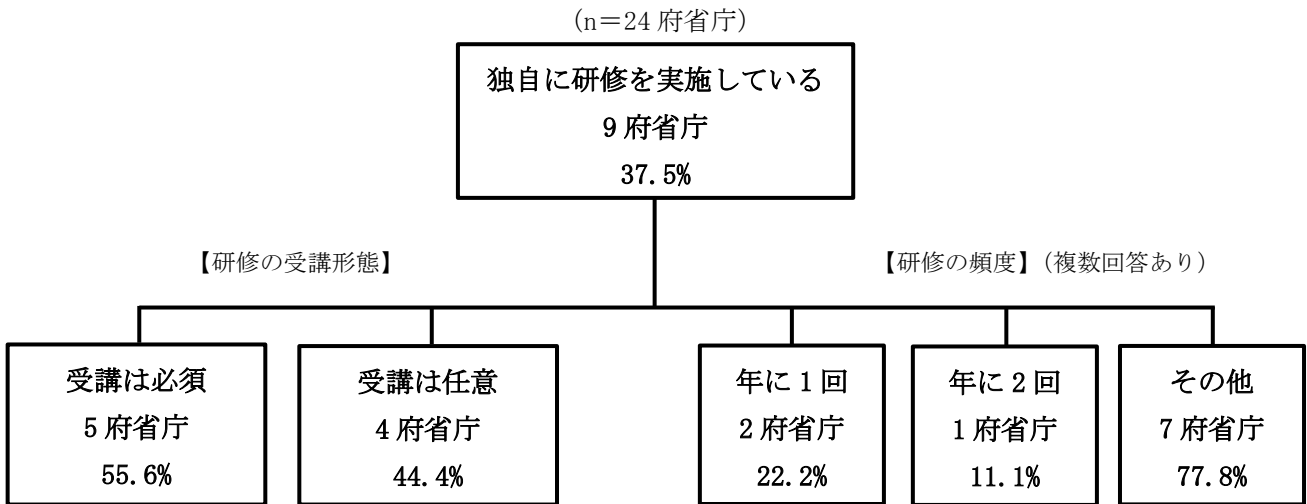 (n=24 府省庁)
独自に研修を実施している
9 府省庁
37.5%
【研修の受講形態】
【研修の頻度】(複数回答あり)
受講は必須
5 府省庁
55.6%
受講は任意
4 府省庁
44.4%
年に 1 回
2 府省庁
22.2%
年に 2 回
1 府省庁
11.1%
その他
7 府省庁
77.8%